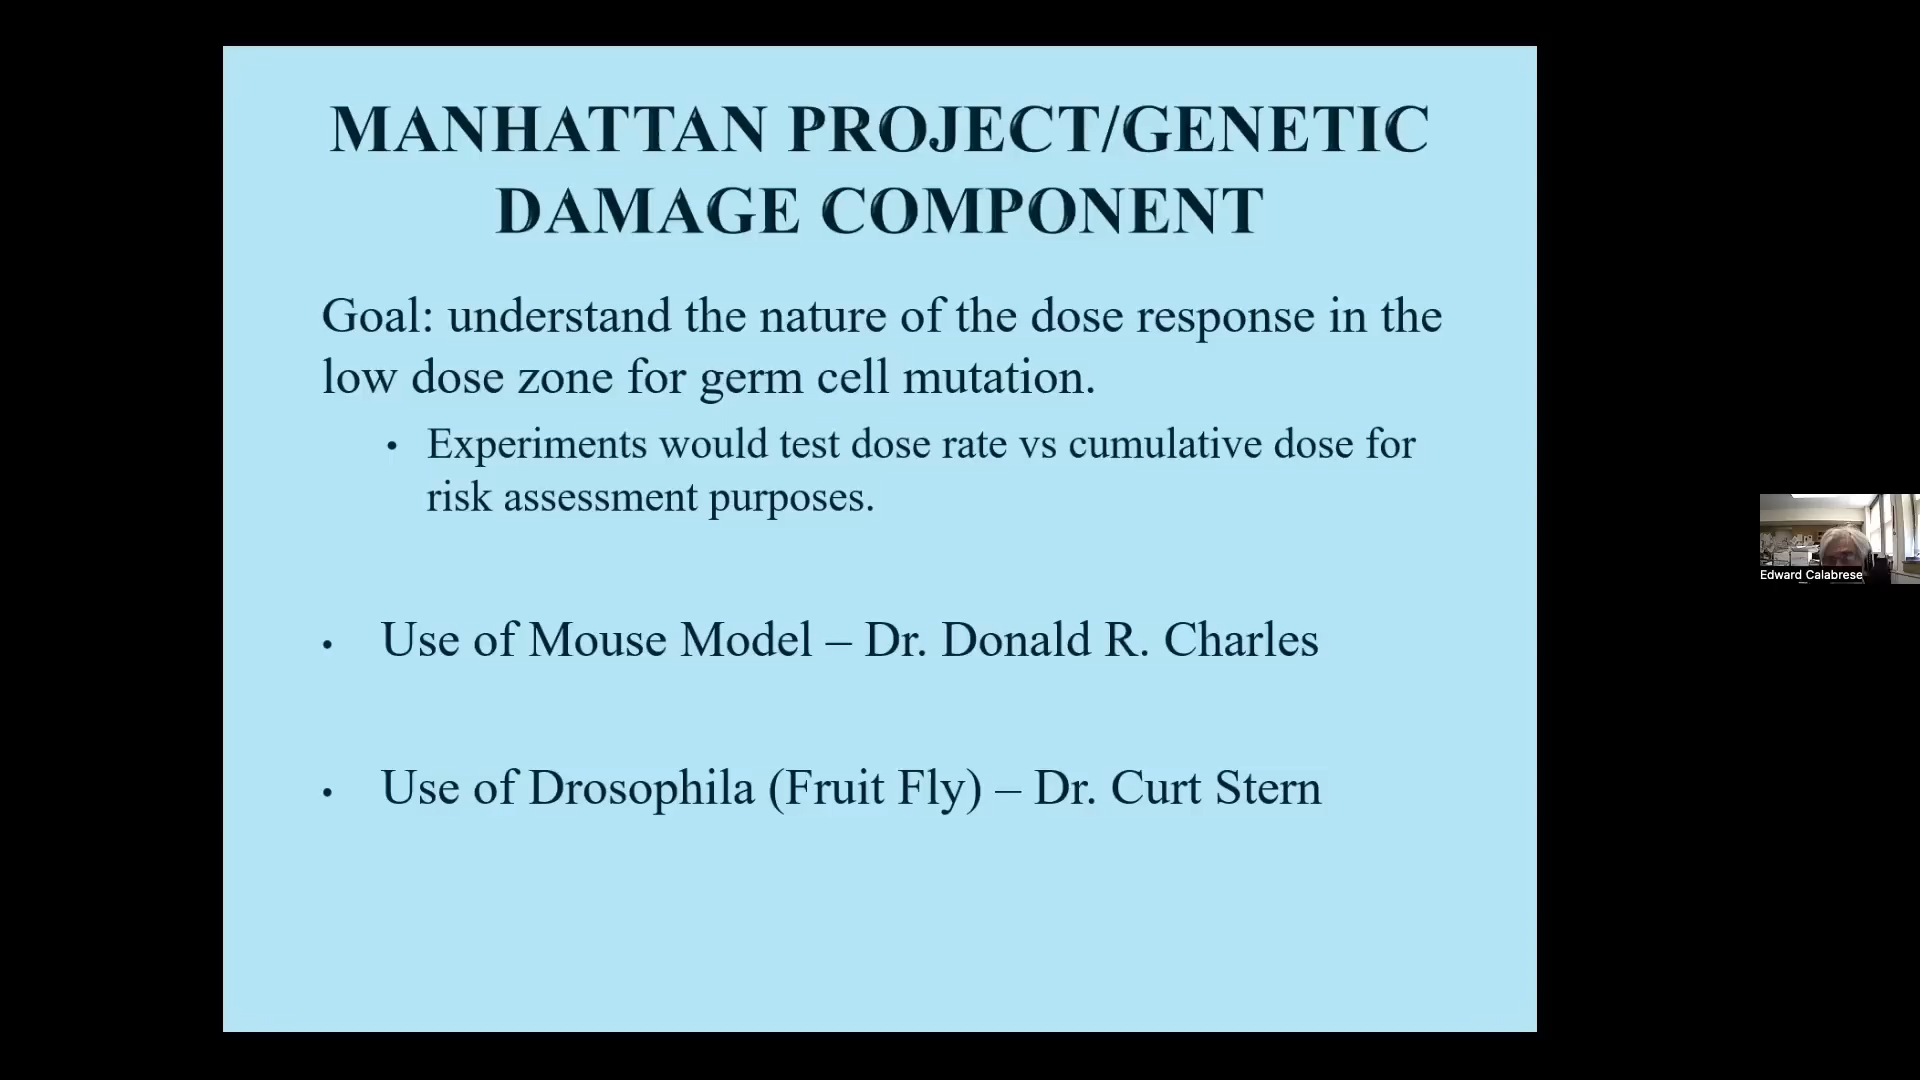 MANHATTAN PROJECT/GENETIC
DAMAGE COMPONENT
Goal: understand the nature of the dose response in the
low dose zone for germ cell mutation.
• Experiments would test dose rate vs cumulative dose for
risk assessment purposes.
• Use of Mouse Model – Dr. Donald R. Charles
• Use of Drosophila (Fruit Fly) – Dr. Curt Stern
Edward Calabrese